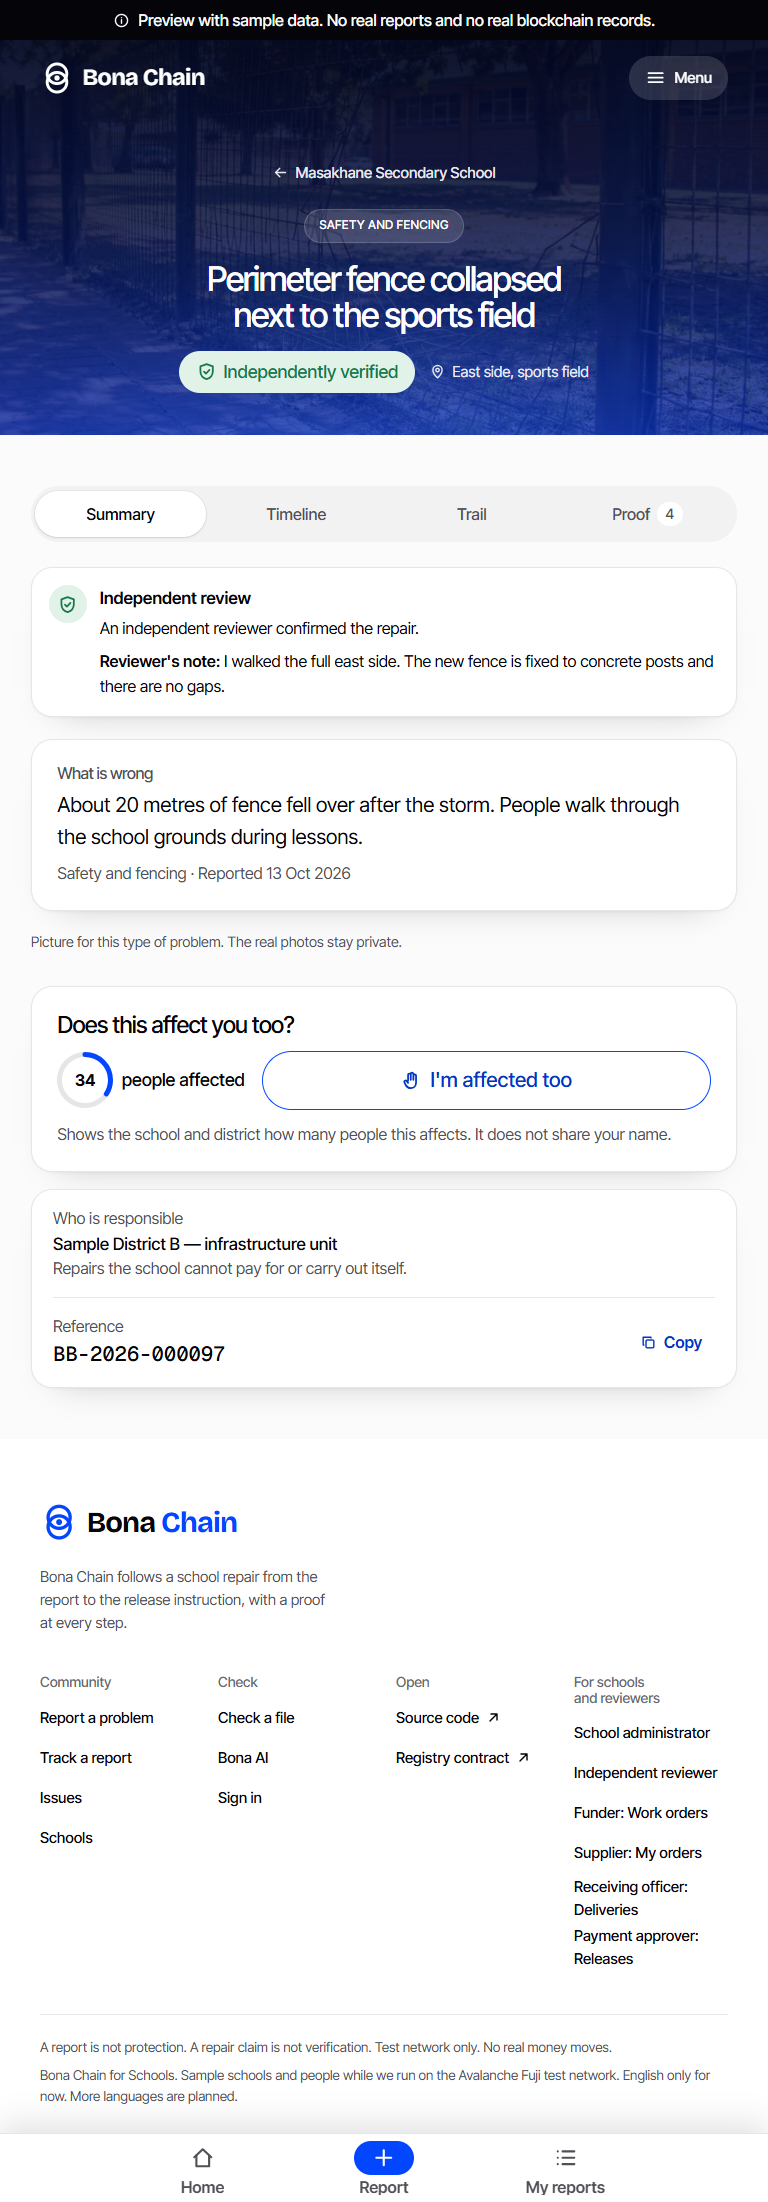 Preview with sample data. No real reports and no real blockchain records.
Bona Chain
Menu
Masakhane Secondary School
SAFETY AND FENCING
Perimeter fence collapsed
next to the sports field
Independently verified
East side, sports field
Summary
Timeline
Trail
Proof 4
Independent review
An independent reviewer confirmed the repair.
Reviewer's note: I walked the full east side. The new fence is fixed to concrete posts and
there are no gaps.
What is wrong
About 20 metres of fence fell over after the storm. People walk through
the school grounds during lessons.
Safety and fencing · Reported 13 Oct 2026
Picture for this type of problem. The real photos stay private.
Does this affect you too?
34 people affected
I'm affected too
Shows the school and district how many people this affects. It does not share your name.
Who is responsible
Sample District B — infrastructure unit
Repairs the school cannot pay for or carry out itself.
Reference
BB-2026-000097
Copy
Bona Chain
Bona Chain follows a school repair from the
report to the release instruction, with a proof
at every step.
Community
Report a problem
Track a report
Issues
Schools
Check
Check a file
Bona AI
Sign in
Open
Source code
Registry contract
For schools
and reviewers
School administrator
Independent reviewer
Funder: Work orders
Supplier: My orders
Receiving officer:
Deliveries
Payment approver:
Releases
A report is not protection. A repair claim is not verification. Test network only. No real money moves.
Bona Chain for Schools. Sample schools and people while we run on the Avalanche Fuji test network. English only for
now. More languages are planned.
Home
Report
My reports